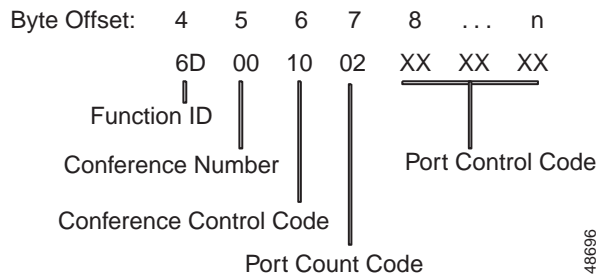 Byte Offset: 4 5 6 7 8 . . . n
6D 00 10 02 XX XX XX
Function ID
Conference Number
Port Control Code
Conference Control Code
Port Count Code
48696